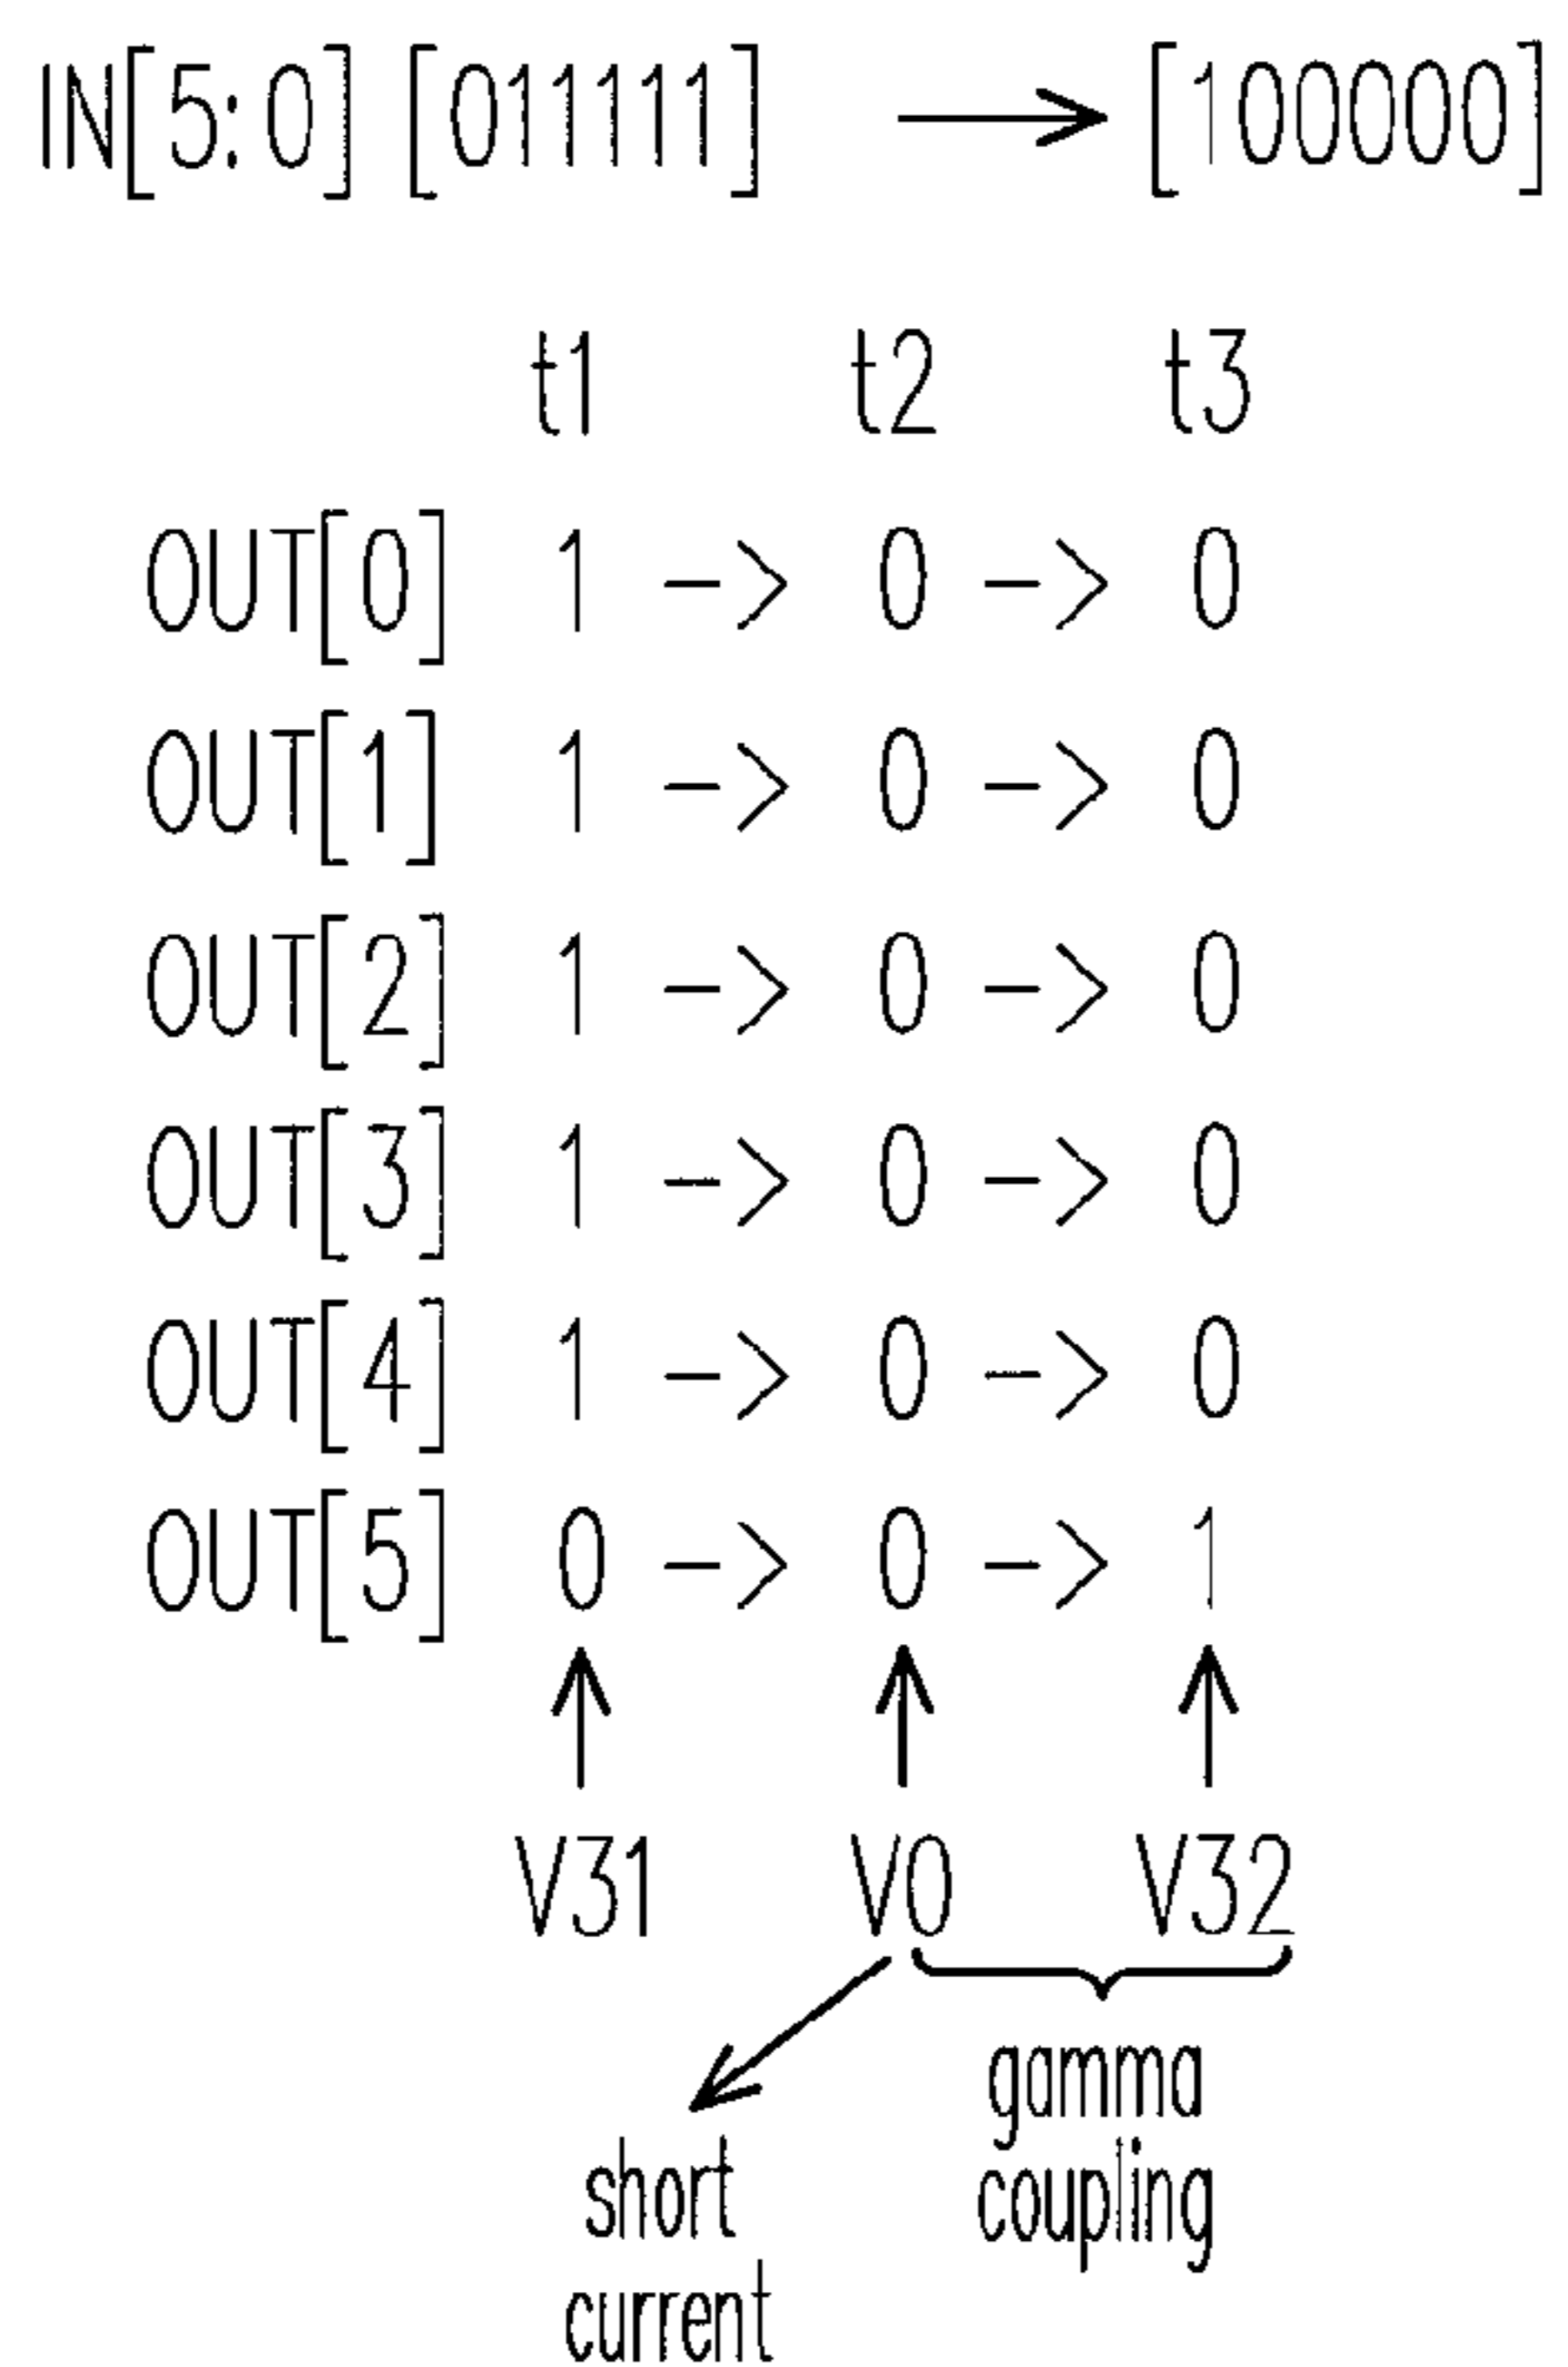 IN[5:0] [011111] → [100000]
t1 t2 t3
OUT[0] 1 -> 0 -> 0
OUT[1] 1 -> 0 -> 0
OUT[2] 1 -> 0 -> 0
OUT[3] 1 -> 0 -> 0
OUT[4] 1 -> 0 -> 0
OUT[5] 0 -> 0 -> 1
V31 V0 V32
short
current
gamma
coupling